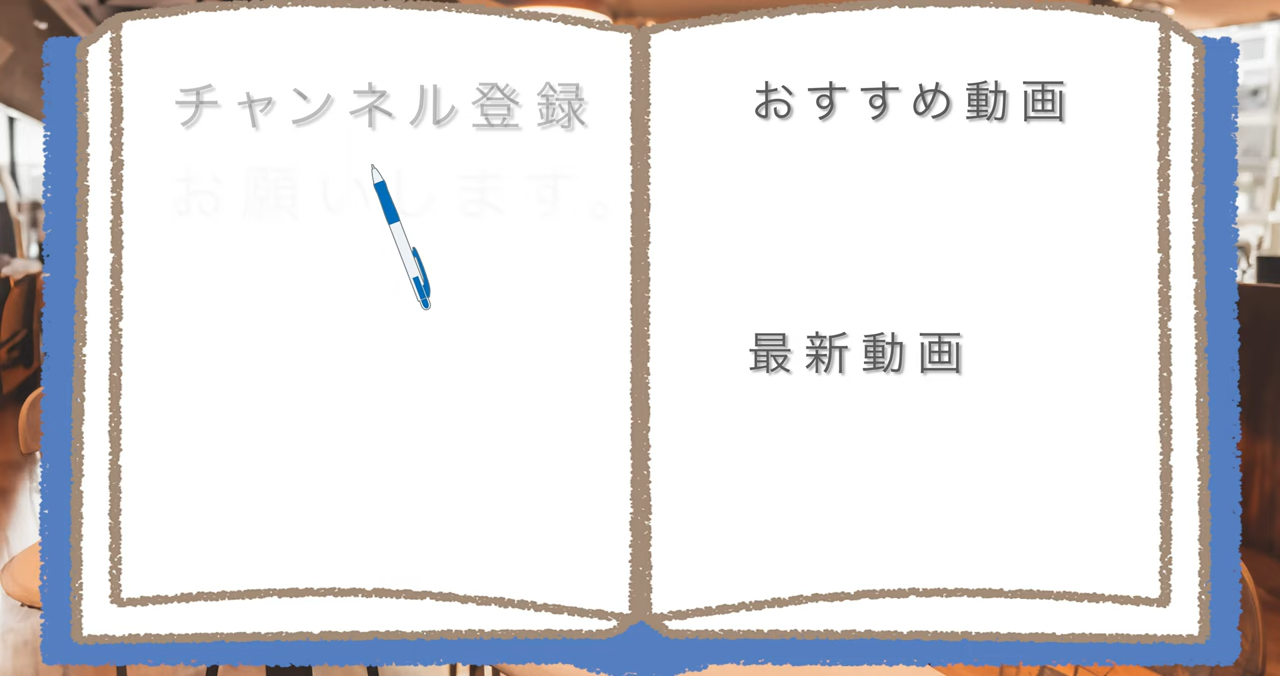 チャンネル登録
お願いします。
おすすめ動画
最新動画